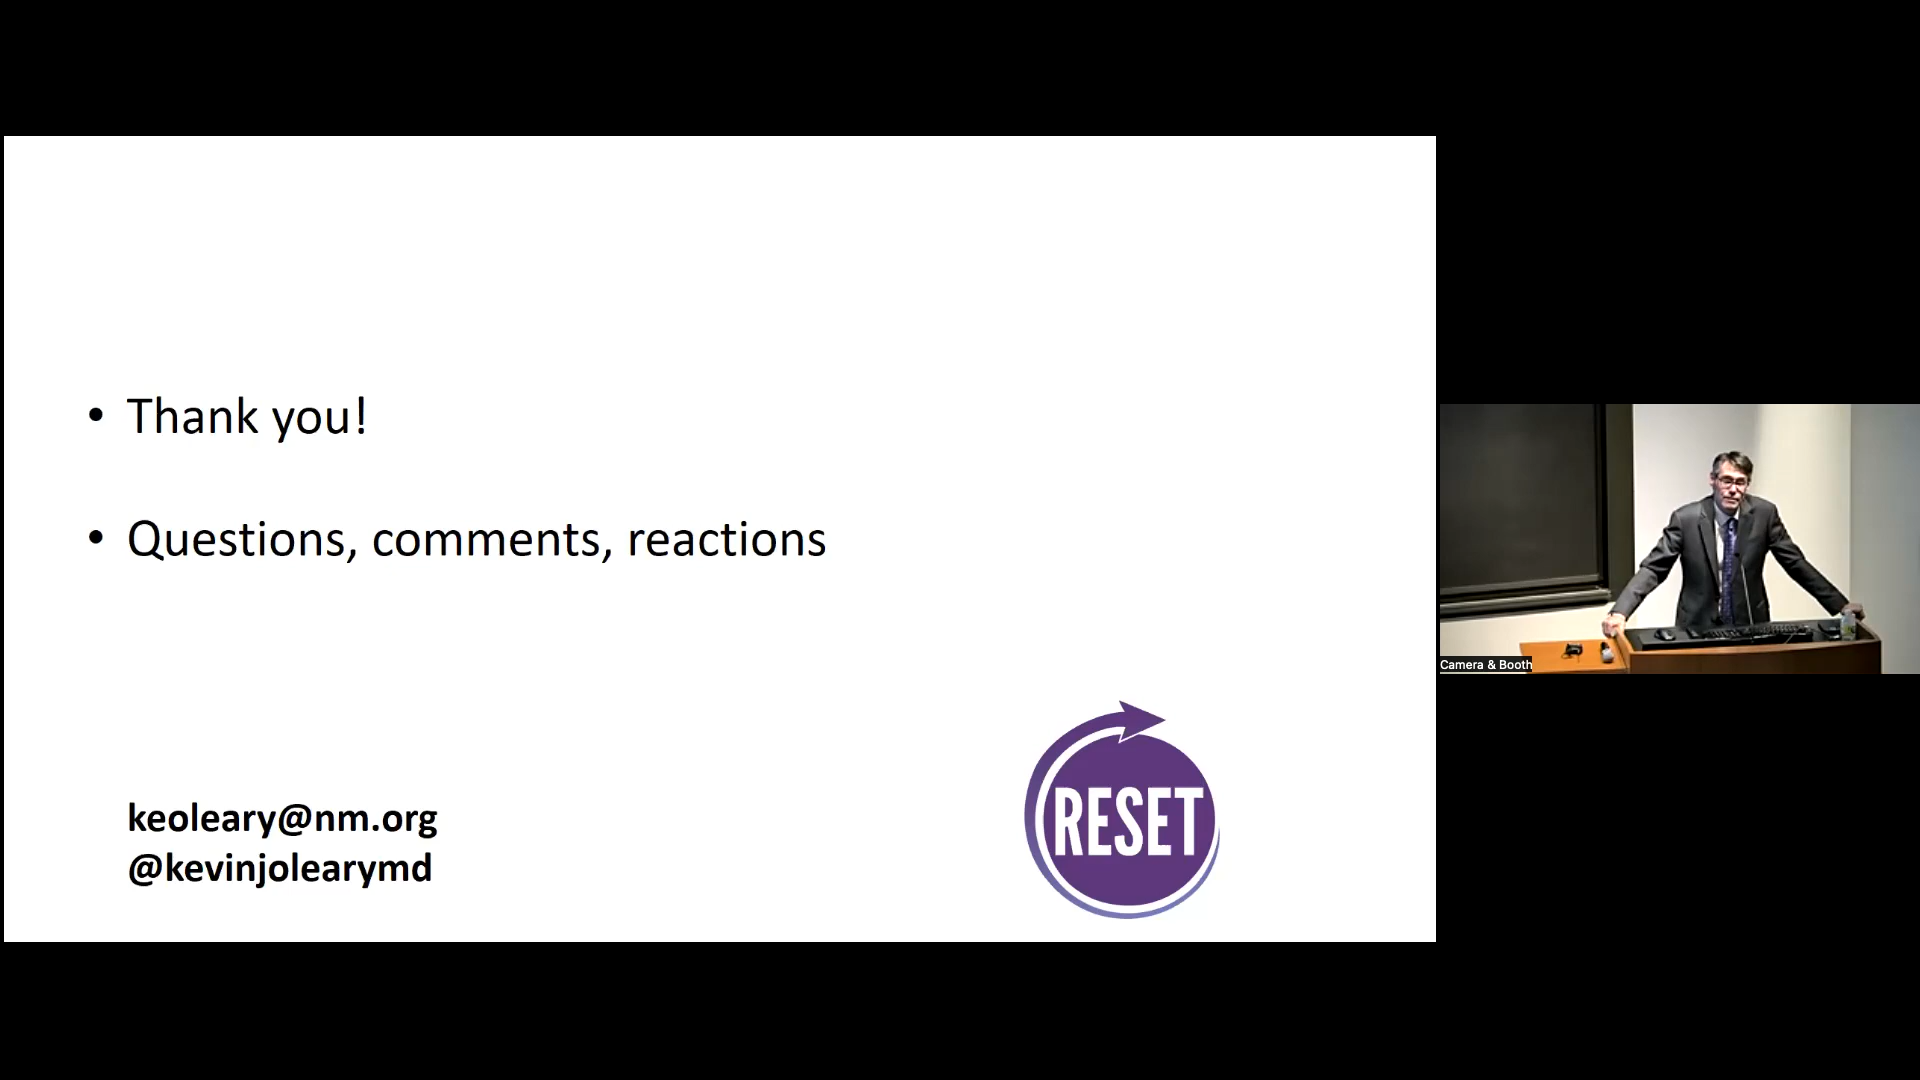 • Thank you!
• Questions, comments, reactions
keoleary@nm.org
@kevinjolearymd
RESET
Camera & Booth